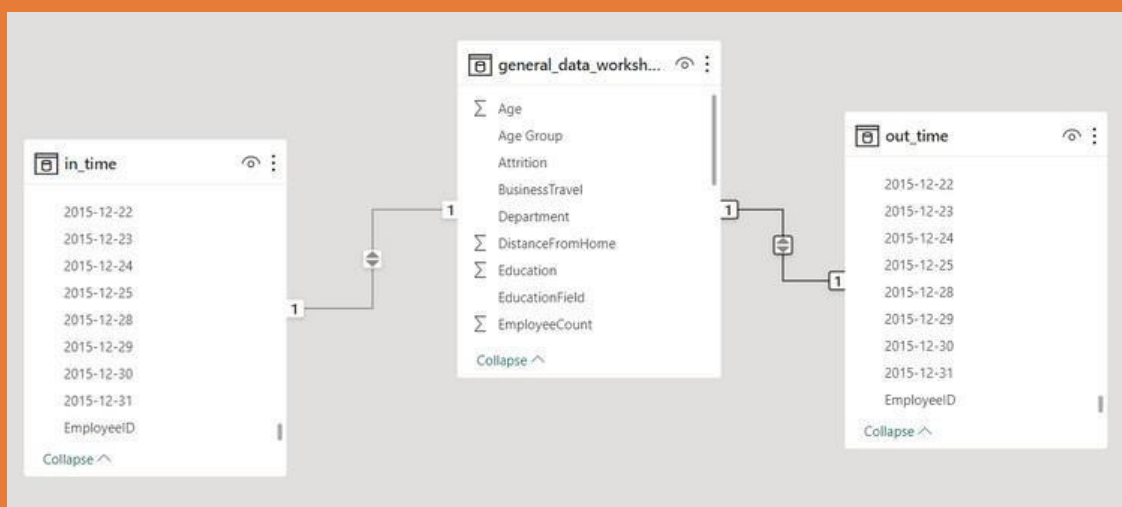 in_time
2015-12-22
2015-12-23
2015-12-24
2015-12-25
2015-12-28
2015-12-29
2015-12-30
2015-12-31
EmployeeID
Collapse
1
general_data_worksh...
Σ Age
Age Group
Attrition
BusinessTravel
Department
Σ DistanceFromHome
Σ Education
EducationField
Σ EmployeeCount
Collapse
1
1
out_time
2015-12-22
2015-12-23
2015-12-24
2015-12-25
2015-12-28
2015-12-29
2015-12-30
2015-12-31
EmployeeID
Collapse
1